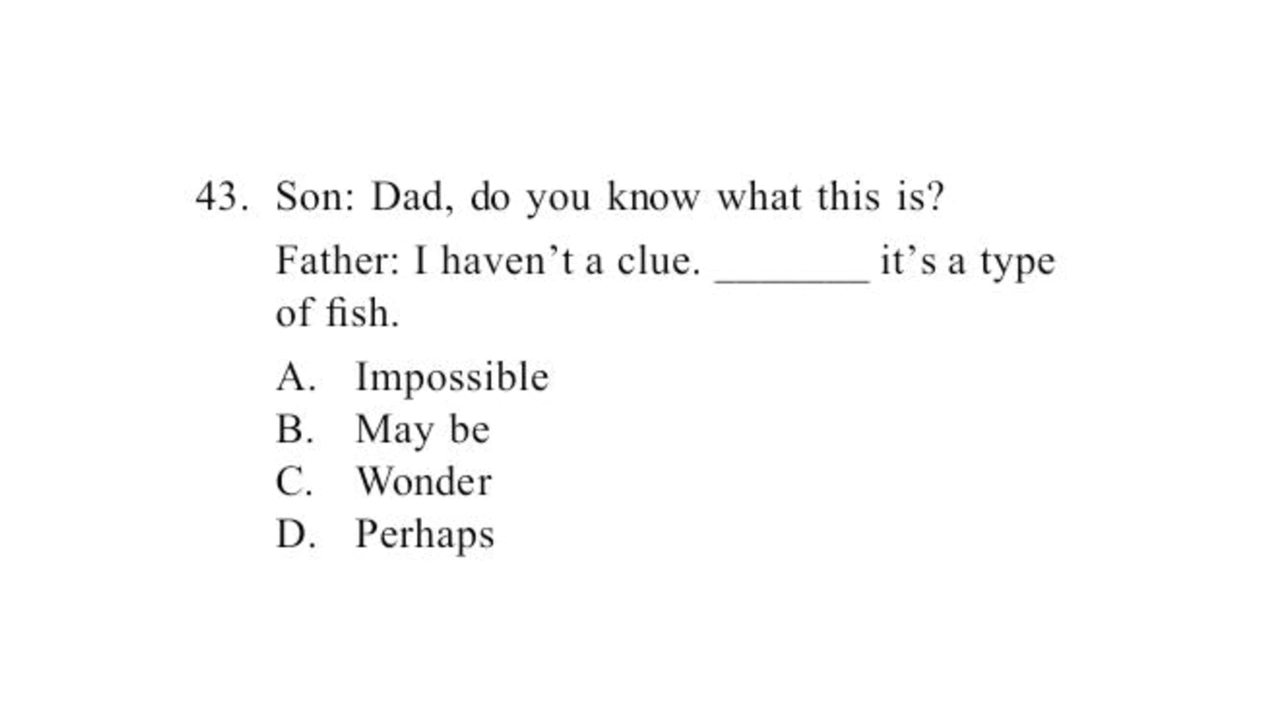 43. Son: Dad, do you know what this is?
Father: I haven’t a clue. _______ it’s a type
of fish.
A. Impossible
B. May be
C. Wonder
D. Perhaps